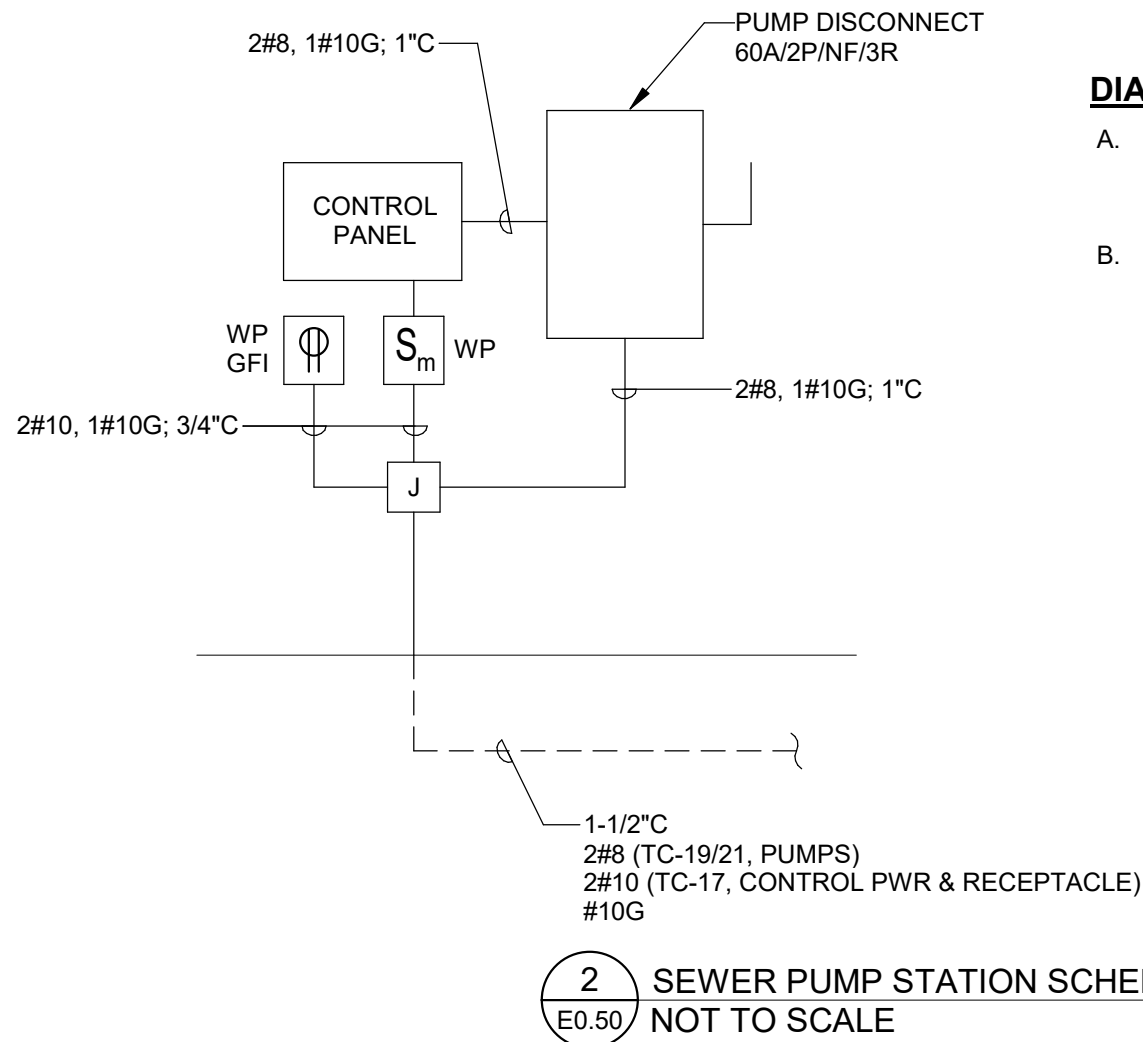 2#8, 1#10G; 1"C
PUMP DISCONNECT
60A/2P/NF/3R
DIA
A.
CONTROL
PANEL
B.
WP
GFI
Sm
WP
2#8, 1#10G; 1"C
2#10, 1#10G; 3/4"C
J
1-1/2"C
2#8 (TC-19/21, PUMPS)
2#10 (TC-17, CONTROL PWR & RECEPTACLE)
#10G
2
E0.50
SEWER PUMP STATION SCHE
NOT TO SCALE